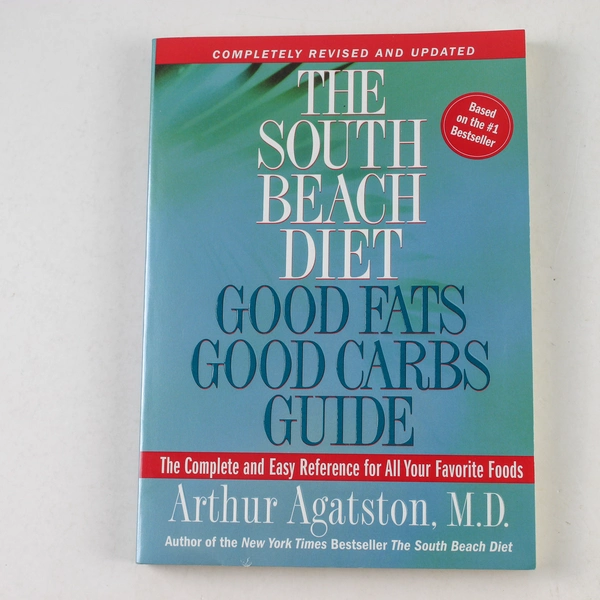 COMPLETELY REVISED AND UPDATED
THE
SOUTH
BEACH
DIET
Based
on the #1
Bestseller
GOOD FATS
GOOD CARBS
GUIDE
The Complete and Easy Reference for All Your Favorite Foods
Arthur Agatston, M.D.
Author of the New York Times Bestseller The South Beach Diet